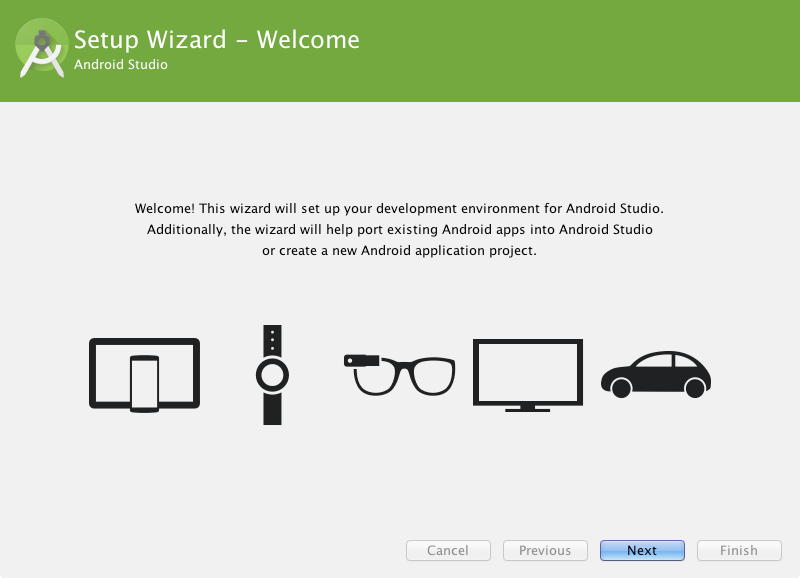 Setup Wizard – Welcome
Android Studio
Welcome! This wizard will set up your development environment for Android Studio.
Additionally, the wizard will help port existing Android apps into Android Studio
or create a new Android application project.
Cancel
Previous
Next
Finish